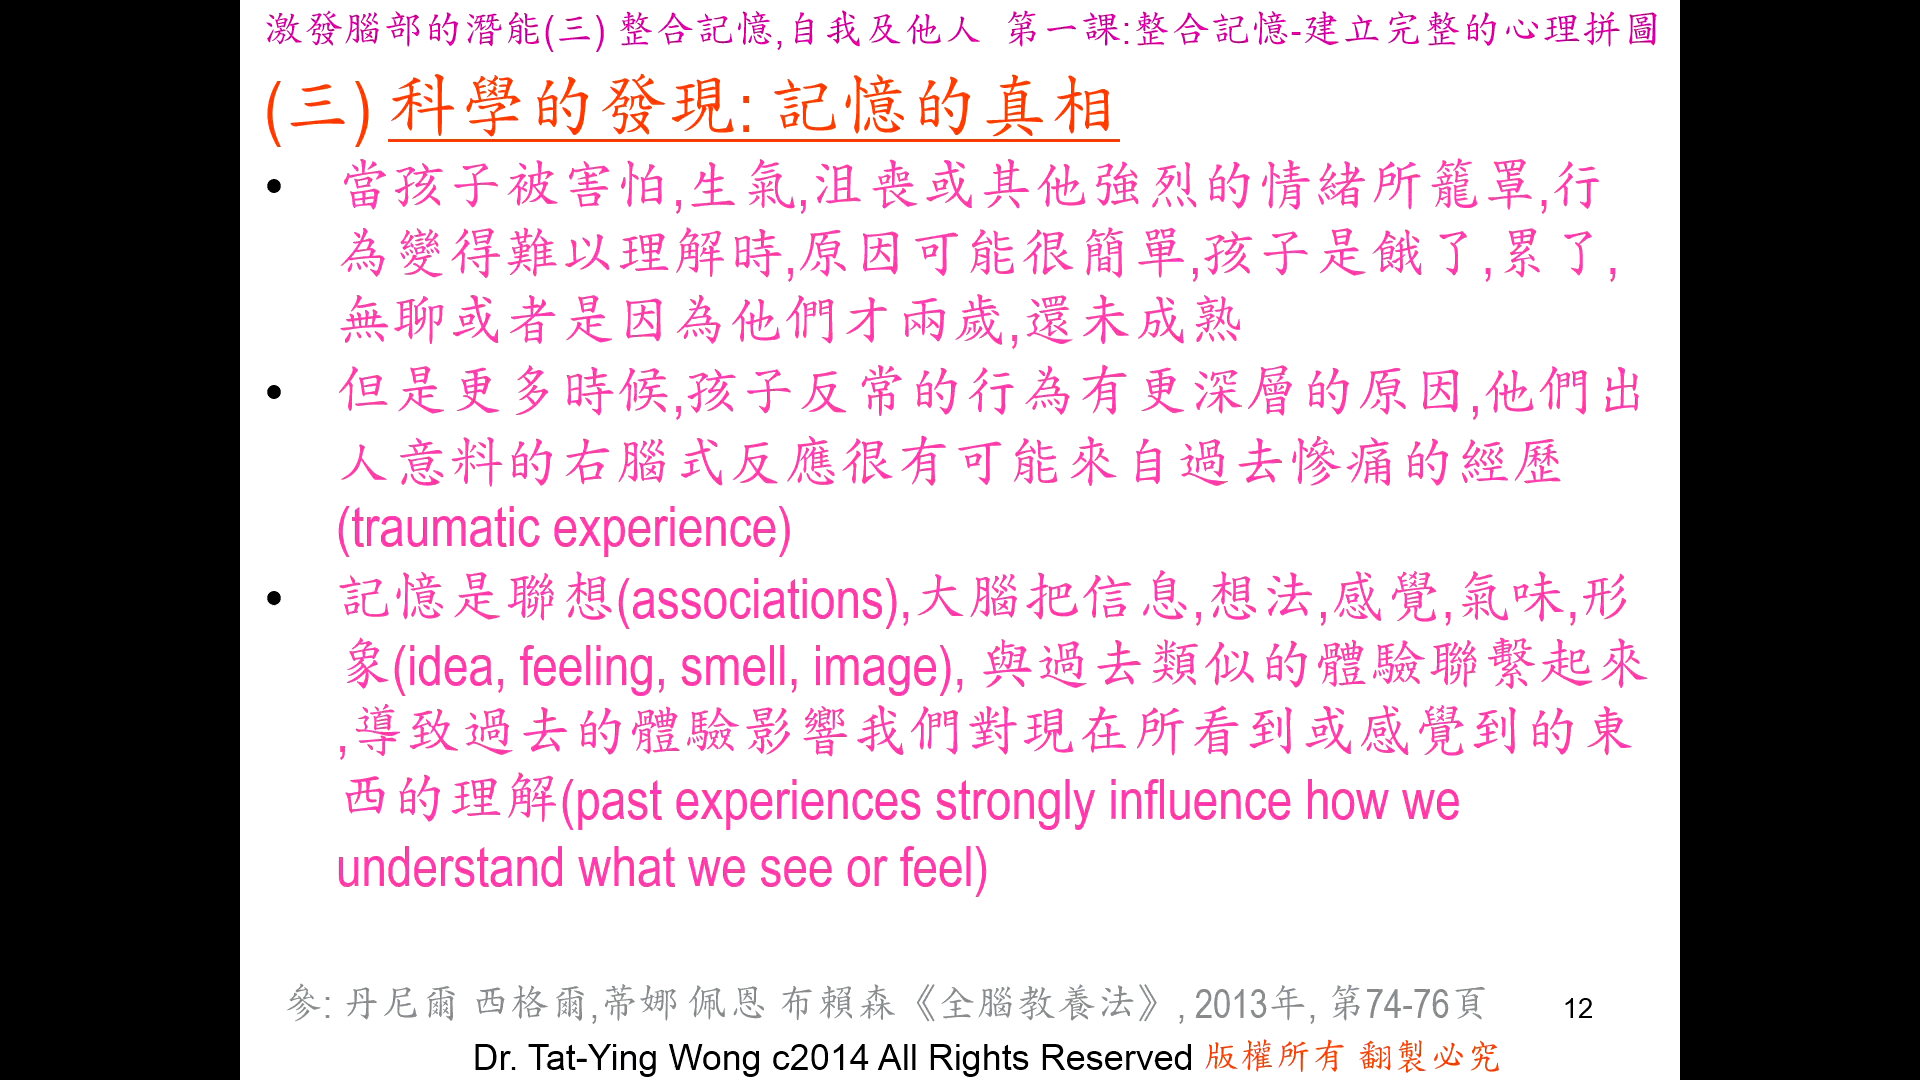 激發腦部的潛能(三) 整合記憶,自我及他人 第一課:整合記憶-建立完整的心理拼圖
(三) 科學的發現: 記憶的真相
• 當孩子被害怕,生氣,沮喪或其他強烈的情緒所籠罩,行
為變得難以理解時,原因可能很簡單,孩子是餓了,累了,
無聊或者是因為他們才兩歲,還未成熟
• 但是更多時候,孩子反常的行為有更深層的原因,他們出
人意料的右腦式反應很有可能來自過去慘痛的經歷
(traumatic experience)
• 記憶是聯想(associations),大腦把信息,想法,感覺,氣味,形
象(idea, feeling, smell, image), 與過去類似的體驗聯繫起來
,導致過去的體驗影響我們對現在所看到或感覺到的東
西的理解(past experiences strongly influence how we
understand what we see or feel)
參: 丹尼爾 西格爾,蒂娜 佩恩 布賴森《全腦教養法》, 2013年, 第74-76頁
12
Dr. Tat-Ying Wong c2014 All Rights Reserved 版權所有 翻製必究